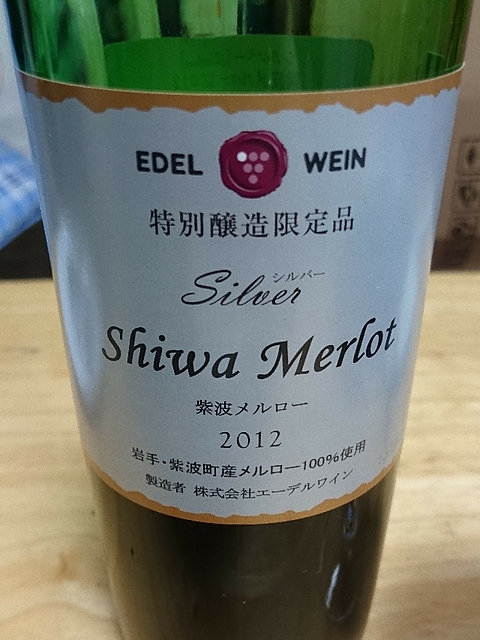 EDEL WEIN
特別醸造限定品
シルバー
Silver
Shiwa Merlot
紫波メルロー
2012
岩手・紫波町産メルロー100%使用
製造者 株式会社エーデルワイン